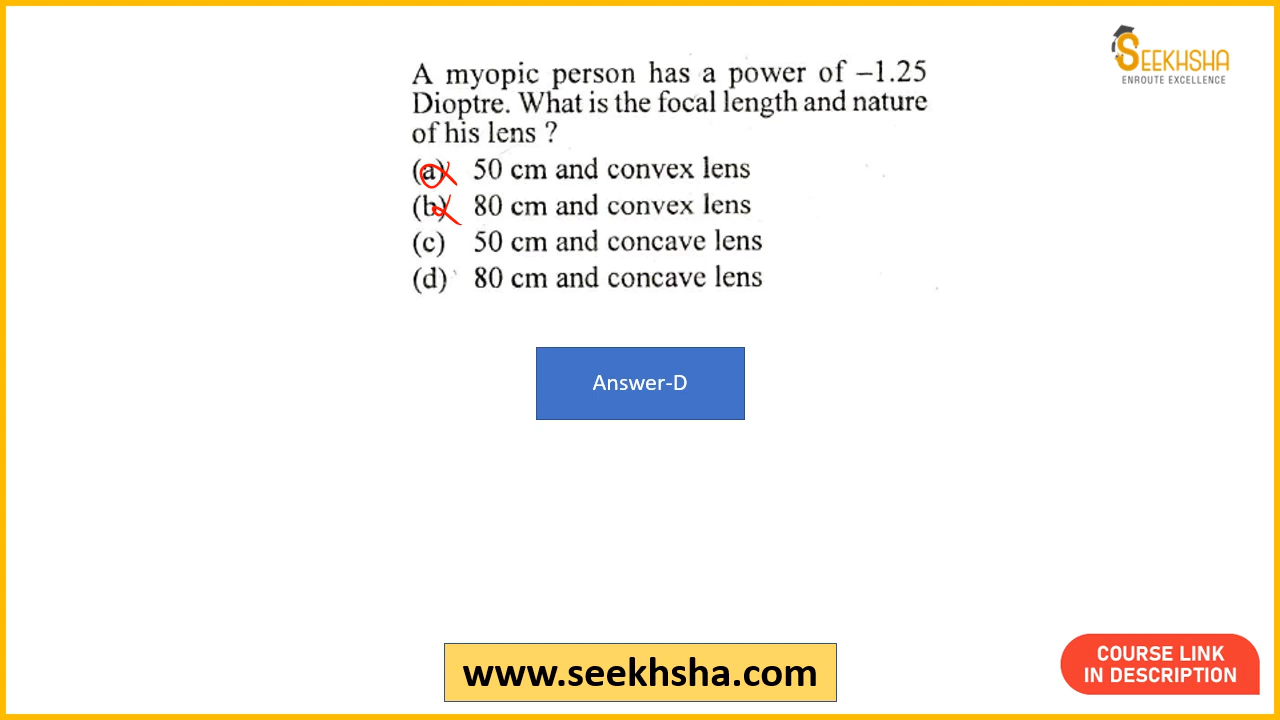 SEEKHSHA
ENROUTE EXCELLENCE
A myopic person has a power of –1.25
Dioptre. What is the focal length and nature
of his lens ?
(a) 50 cm and convex lens
(b) 80 cm and convex lens
(c) 50 cm and concave lens
(d) 80 cm and concave lens
Answer-D
www.seekhsha.com
COURSE LINK
IN DESCRIPTION